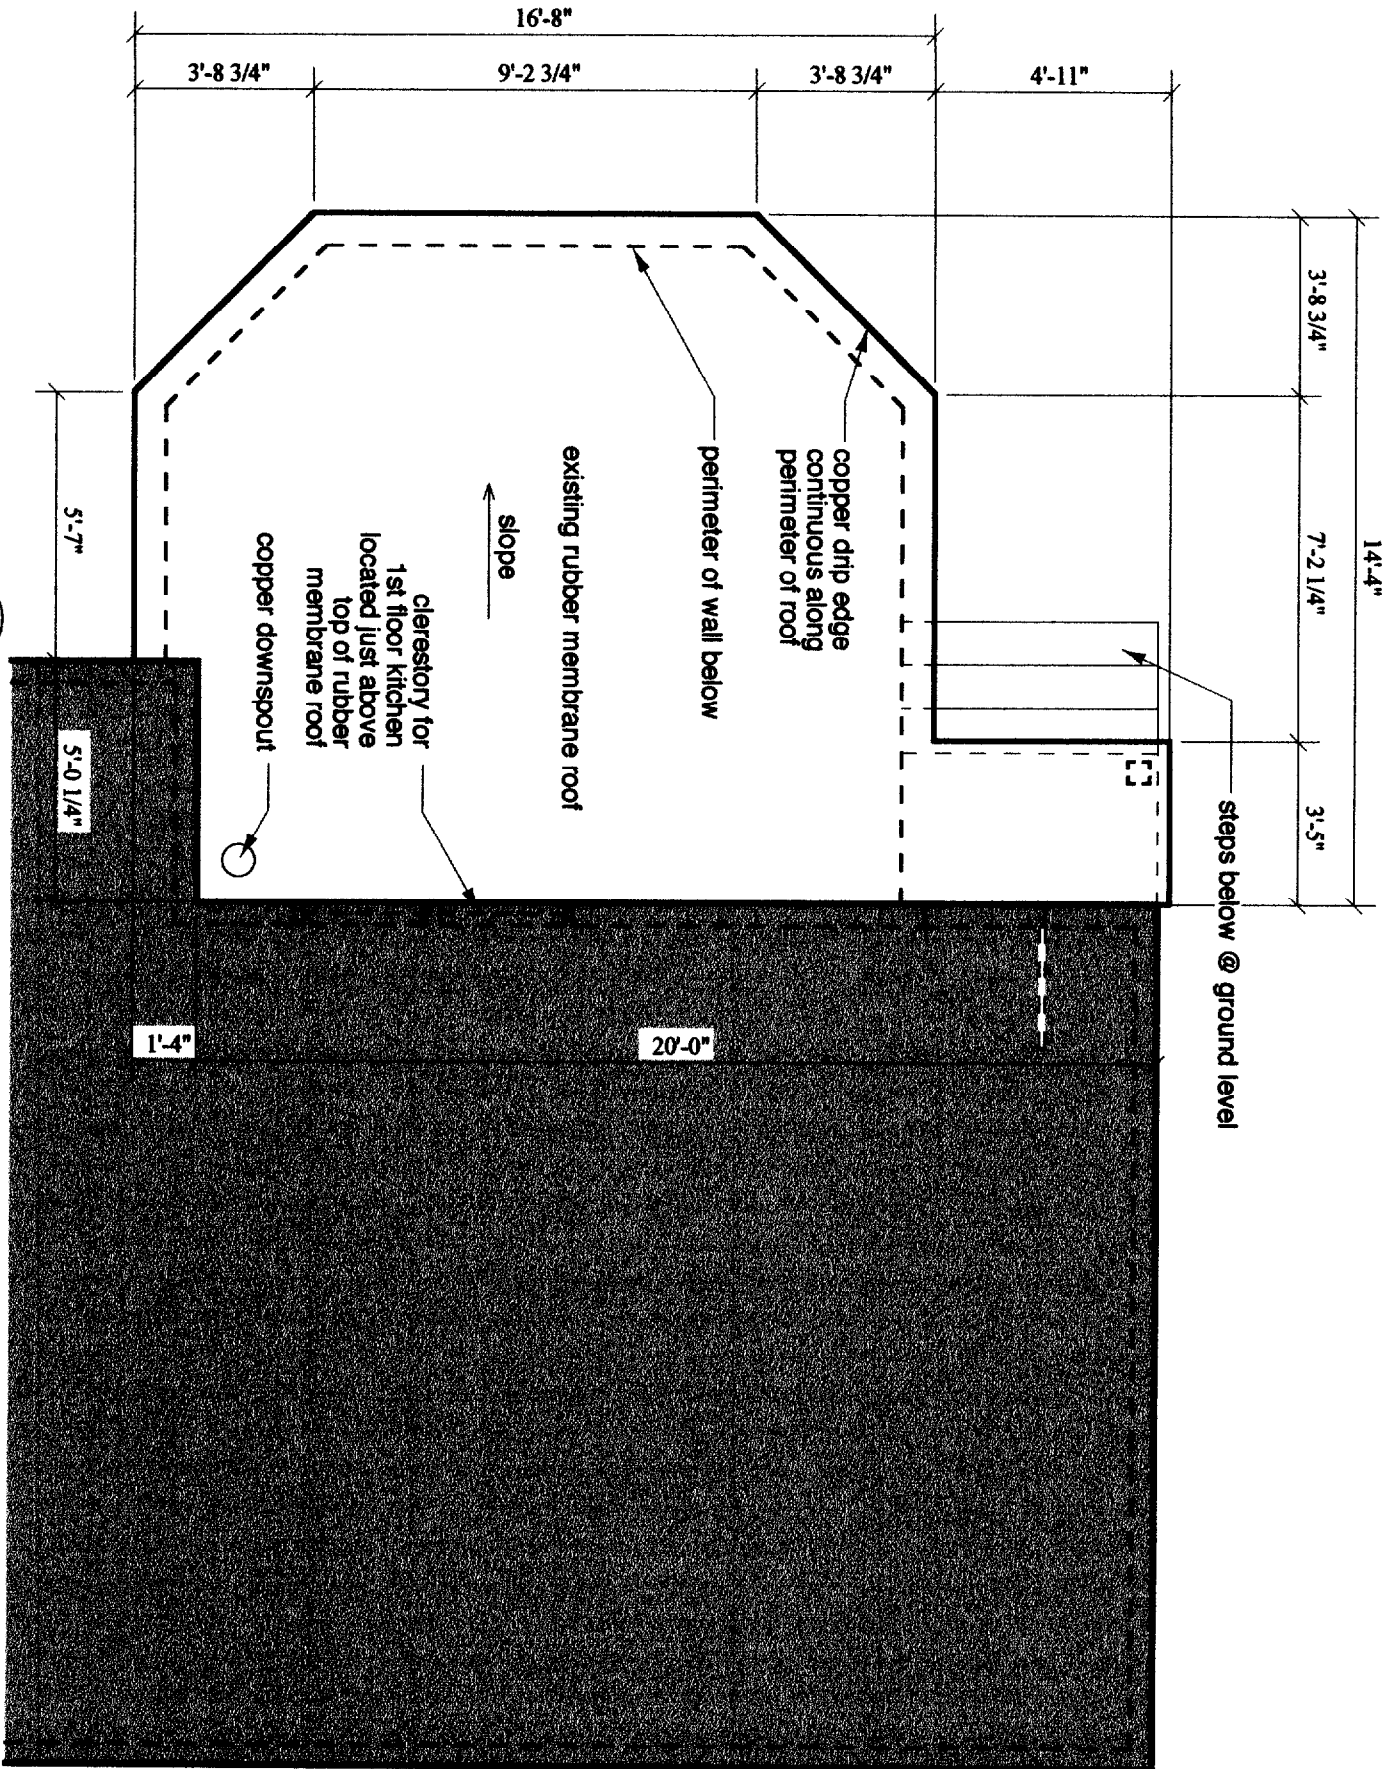 16'-8"
3'-8 3/4"
9'-2 3/4"
3'-8 3/4"
4'-11"
14'-4"
3'-8 3/4"
7'-2 1/4"
3'-5"
steps below @ ground level
copper drip edge
continuous along
perimeter of roof
perimeter of wall below
existing rubber membrane roof
slope
clerestory for
1st floor kitchen
located just above
top of rubber
membrane roof
copper downspout
5'-7"
5'-0 1/4"
1'-4"
20'-0"